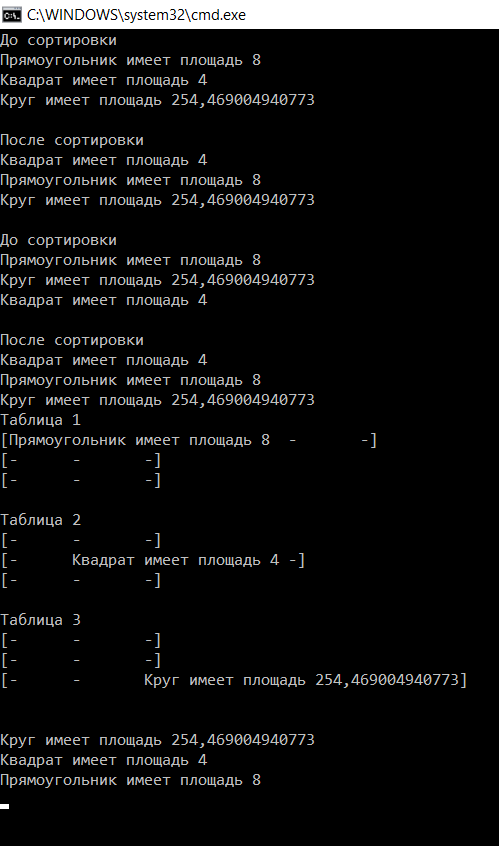 C:\WINDOWS\system32\cmd.exe
До сортировки
Прямоугольник имеет площадь 8
Квадрат имеет площадь 4
Круг имеет площадь 254,469004940773
После сортировки
Квадрат имеет площадь 4
Прямоугольник имеет площадь 8
Круг имеет площадь 254,469004940773
До сортировки
Прямоугольник имеет площадь 8
Круг имеет площадь 254,469004940773
Квадрат имеет площадь 4
После сортировки
Квадрат имеет площадь 4
Прямоугольник имеет площадь 8
Круг имеет площадь 254,469004940773
Таблица 1
[Прямоугольник имеет площадь 8  -       -]
[-      -       -]
[-      -       -]
Таблица 2
[-      -       -]
[-      Квадрат имеет площадь 4 -]
[-      -       -]
Таблица 3
[-      -       -]
[-      -       -]
[-      -       Круг имеет площадь 254,469004940773]
Круг имеет площадь 254,469004940773
Квадрат имеет площадь 4
Прямоугольник имеет площадь 8